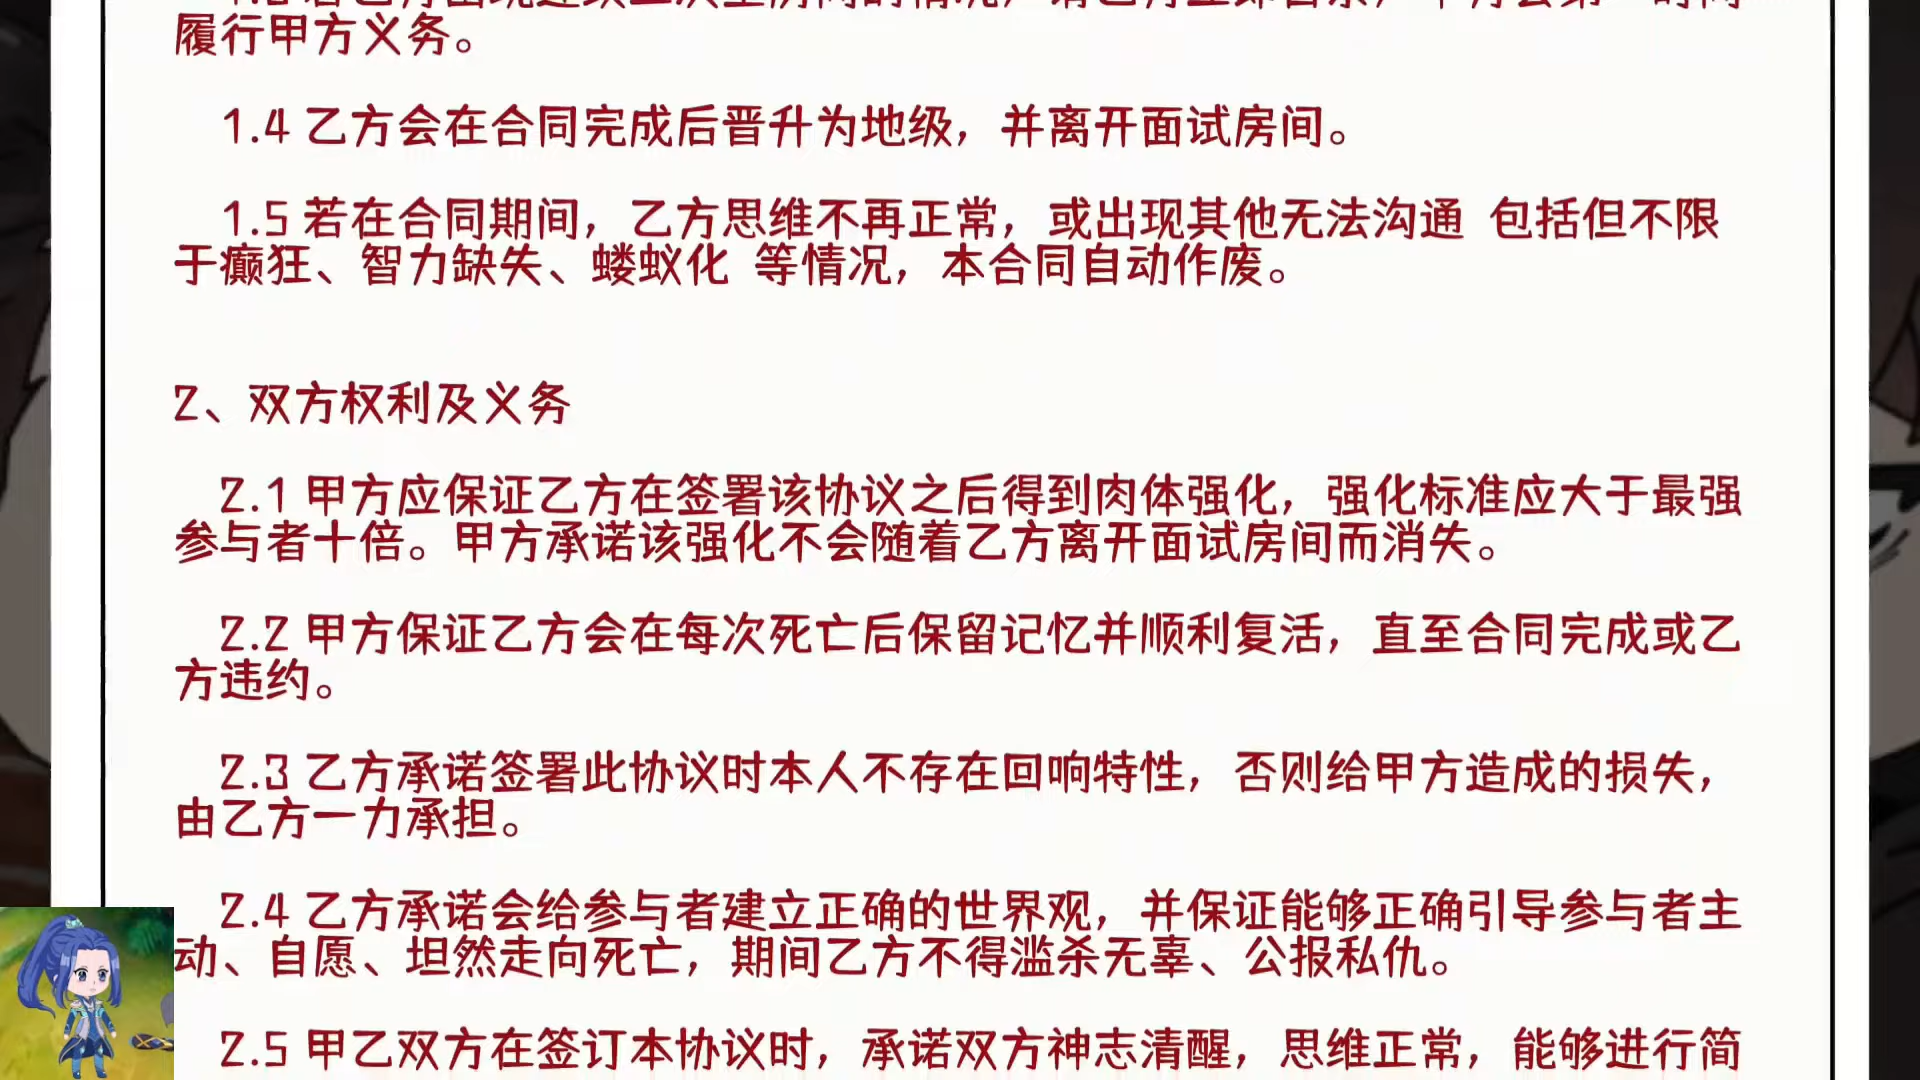 履行甲方义务。
1.4 乙方会在合同完成后晋升为地级，并离开面试房间。
1.5 若在合同期间，乙方思维不再正常，或出现其他无法沟通 包括但不限
于癫狂、智力缺失、蝼蚁化 等情况，本合同自动作废。
2、双方权利及义务
2.1 甲方应保证乙方在签署该协议之后得到肉体强化，强化标准应大于最强
参与者十倍。甲方承诺该强化不会随着乙方离开面试房间而消失。
2.2 甲方保证乙方会在每次死亡后保留记忆并顺利复活，直至合同完成或乙
方违约。
2.3 乙方承诺签署此协议时本人不存在回响特性，否则给甲方造成的损失，
由乙方一力承担。
2.4 乙方承诺会给参与者建立正确的世界观，并保证能够正确引导参与者主
动、自愿、坦然走向死亡，期间乙方不得滥杀无辜、公报私仇。
2.5 甲乙双方在签订本协议时，承诺双方神志清醒，思维正常，能够进行简